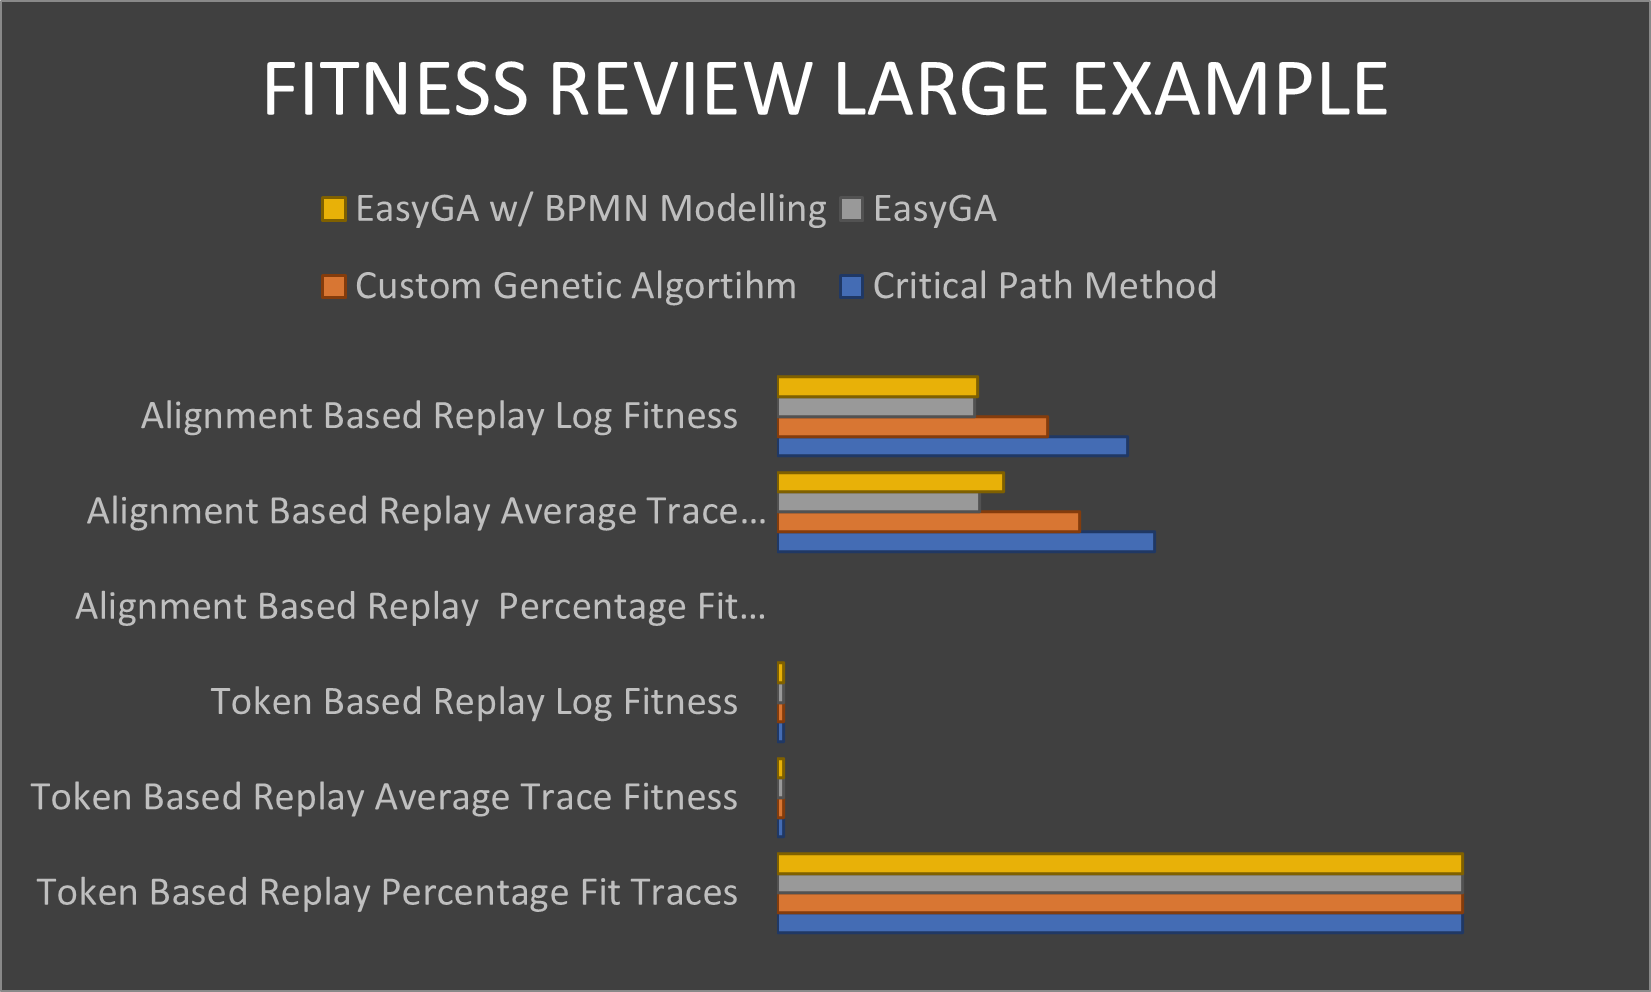 FITNESS REVIEW LARGE EXAMPLE
EasyGA w/ BPMN Modelling EasyGA
Custom Genetic Algortihm Critical Path Method
Alignment Based Replay Log Fitness
Alignment Based Replay Average Trace...
Alignment Based Replay  Percentage Fit...
Token Based Replay Log Fitness
Token Based Replay Average Trace Fitness
Token Based Replay Percentage Fit Traces